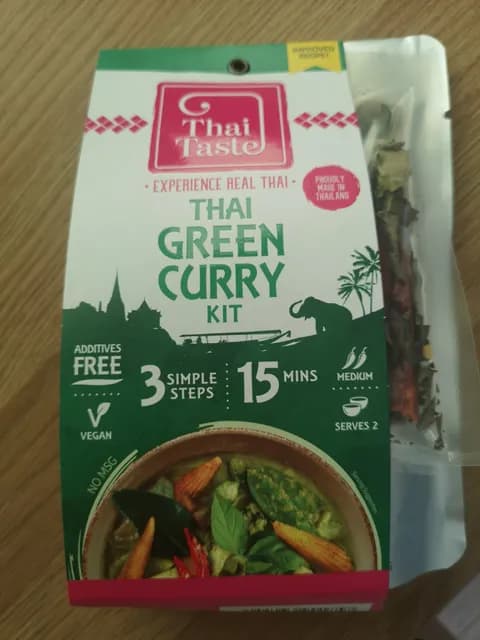 IMPROVED
RECIPE!
Thai
Taste
• EXPERIENCE REAL THAI •
PROUDLY
MADE IN
THAILAND
THAI
GREEN
CURRY
KIT
ADDITIVES
FREE
3 SIMPLE
STEPS
15 MINS
MEDIUM
VEGAN
SERVES 2
NO MSG